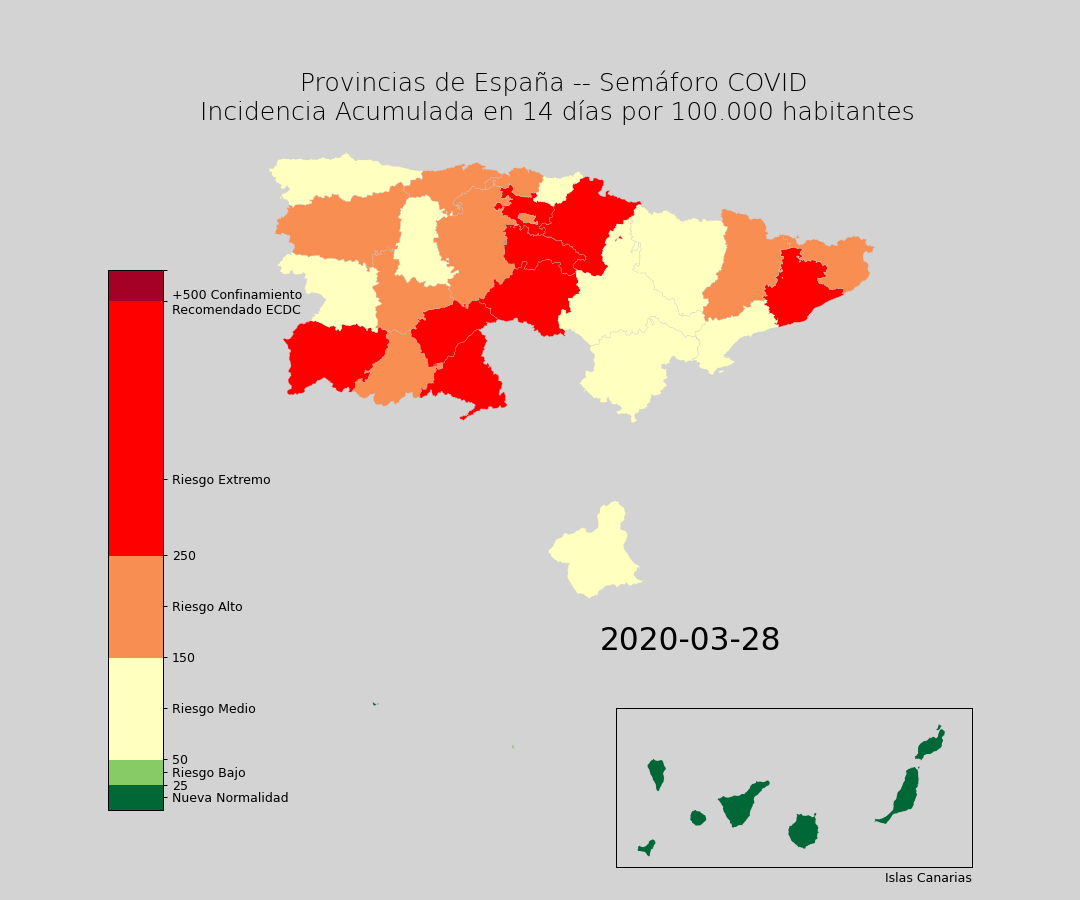 Provincias de España -- Semáforo COVID
Incidencia Acumulada en 14 días por 100.000 habitantes
+500 Confinamiento
Recomendado ECDC
Riesgo Extremo
250
Riesgo Alto
150
Riesgo Medio
50
Riesgo Bajo
25
Nueva Normalidad
2020-03-28
Islas Canarias